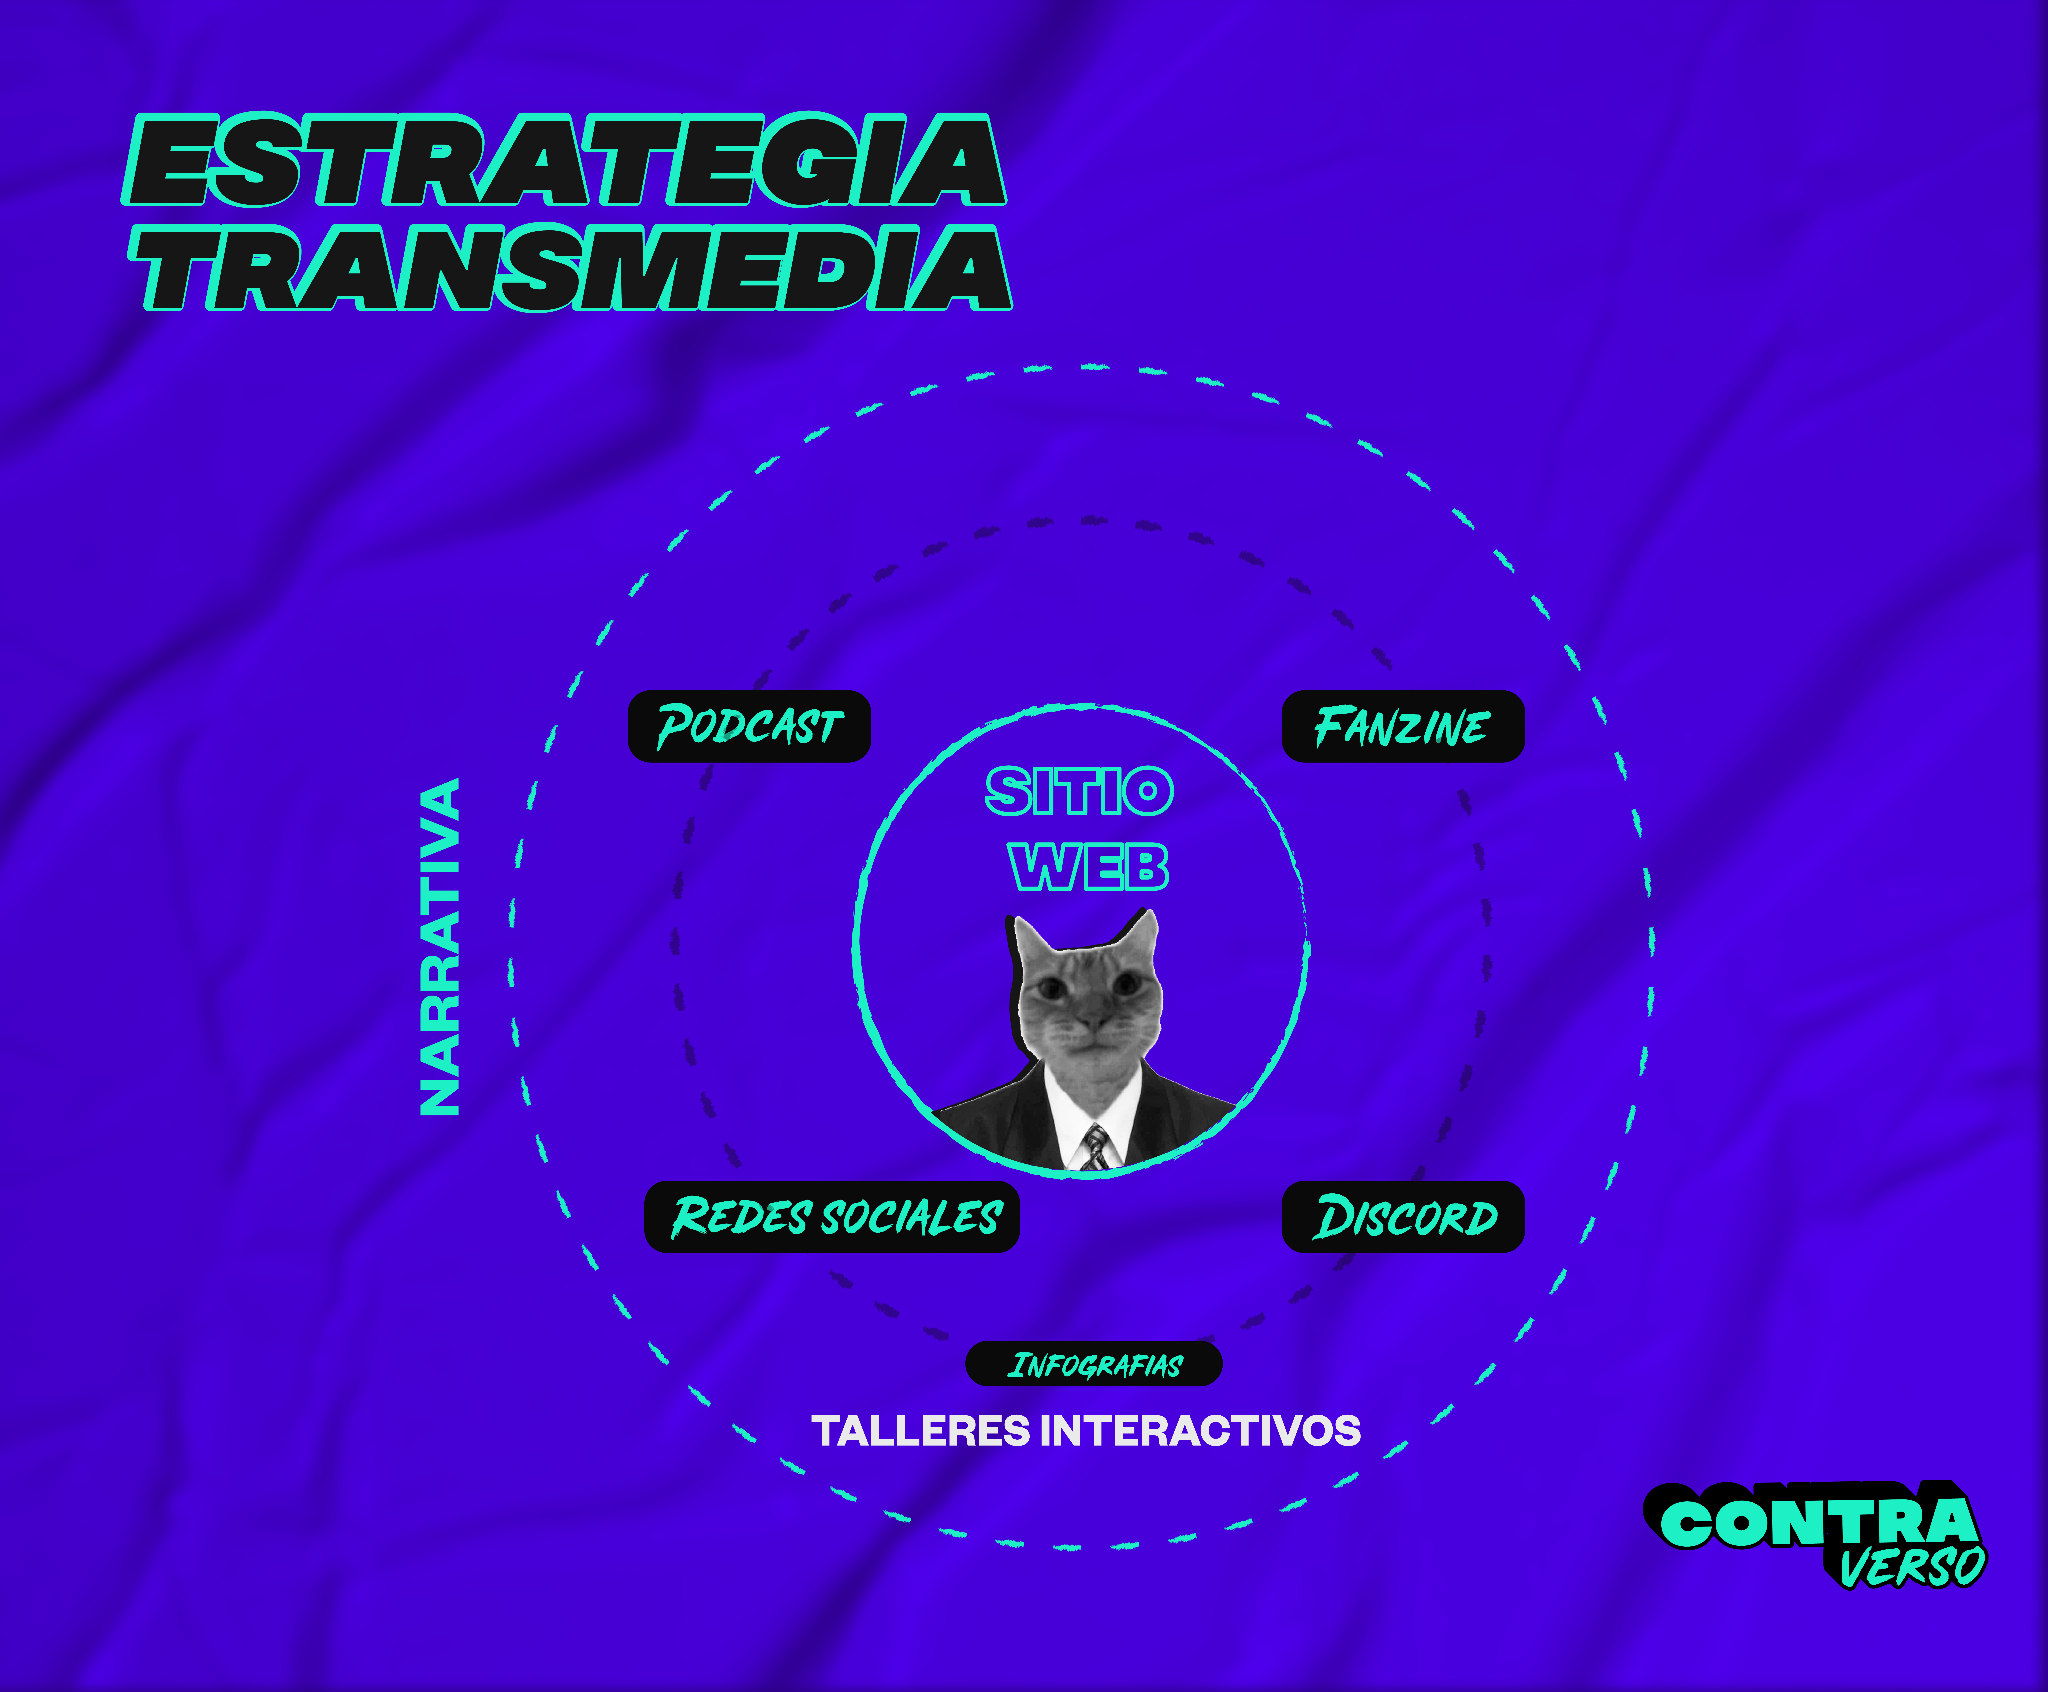 ESTRATEGIA
TRANSMEDIA
PODCAST
FANZINE
SITIO
WEB
NARRATIVA
REDES SOCIALES
DISCORD
INFOGRAFIAS
TALLERES INTERACTIVOS
CONTRA
VERSO